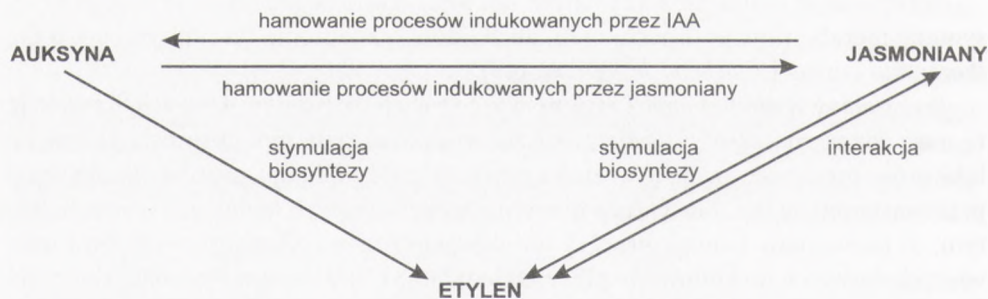 hamowanie procesów indukowanych przez IAA
AUKSYNA
JASMONIANY
hamowanie procesów indukowanych przez jasmoniany
stymulacja
biosyntezy
stymulacja
biosyntezy
interakcja
ETYLEN